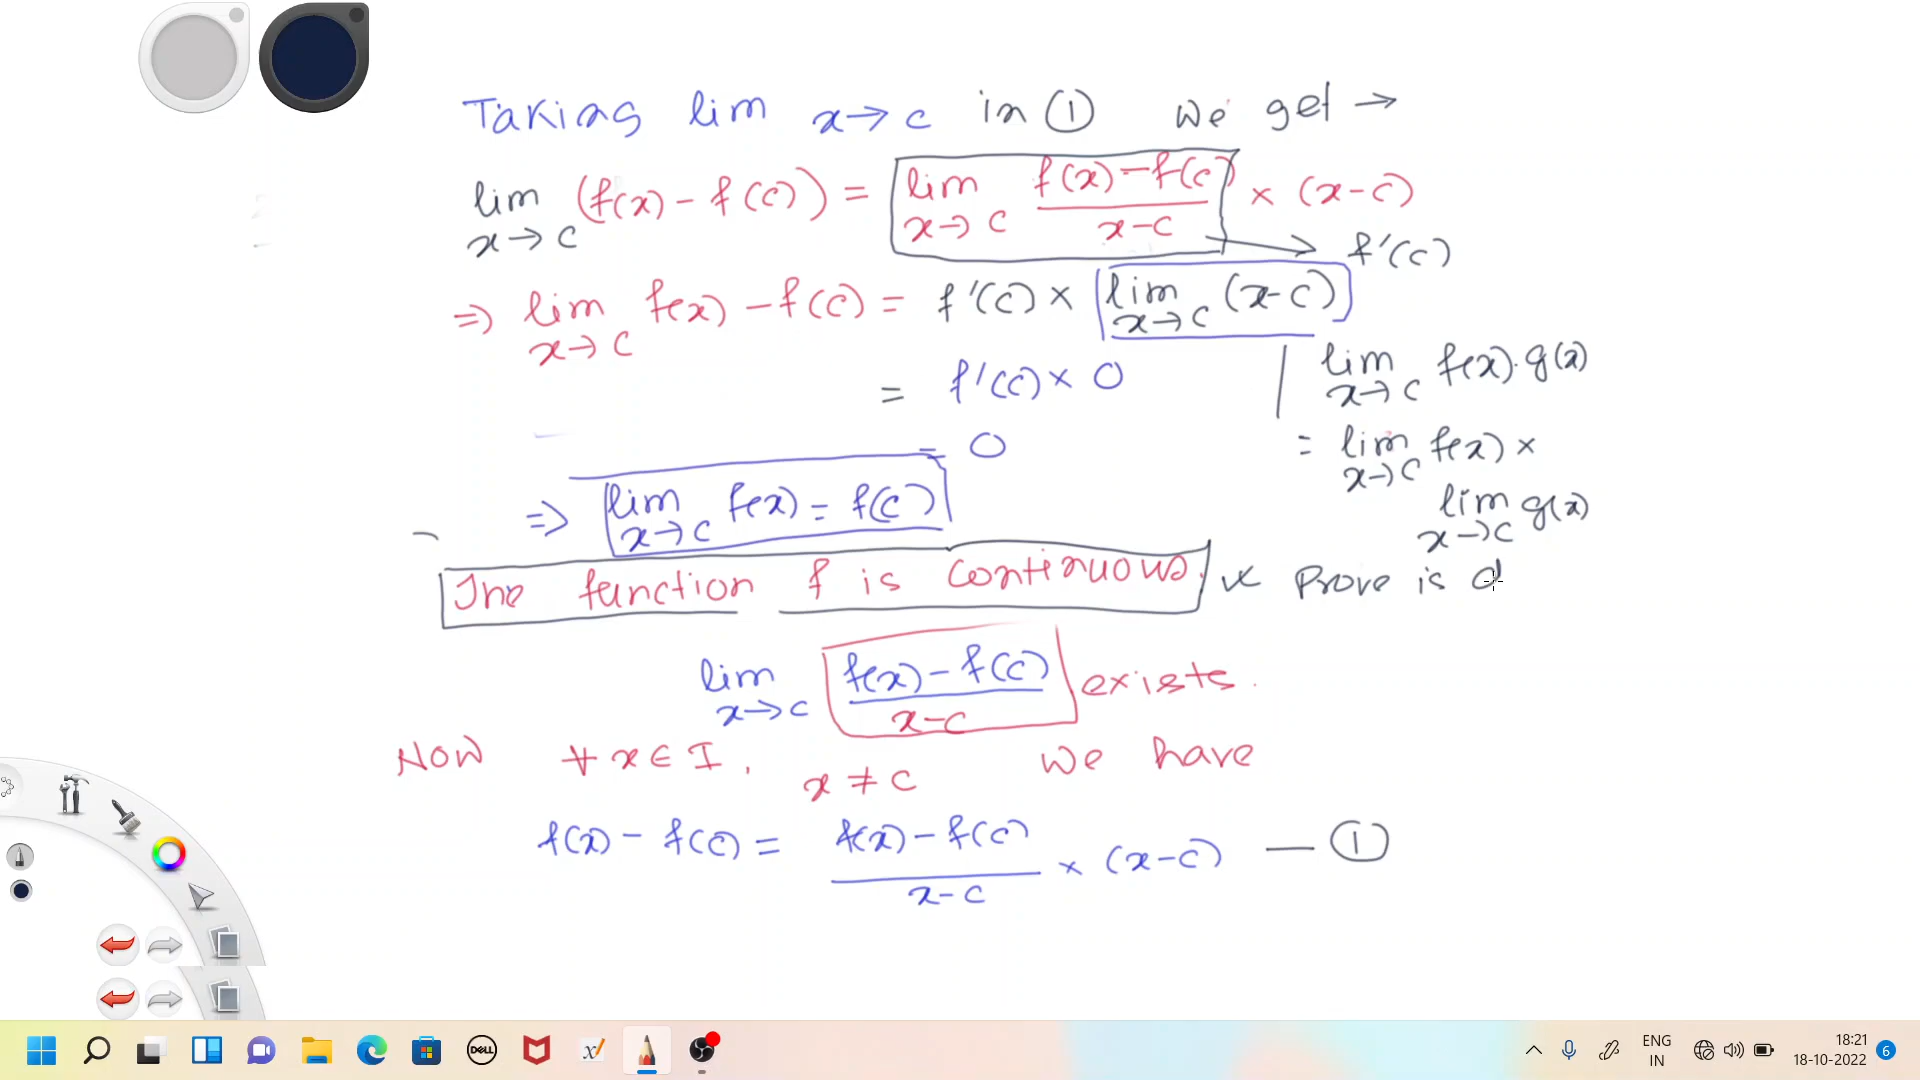 Taking lim x→c in ① We get →
lim x→c (f(x) - f(c)) = lim x→c f(x)-f(c) / x-c × (x-c)
→ f'(c)
⇒ lim x→c f(x) - f(c) = f'(c) × lim x→c (x-c)
= f'(c) × 0
= 0
⇒ lim x→c f(x) = f(c)
lim x→c f(x).g(x)
= lim x→c f(x) ×
lim x→c g(x)
The function f is continuous. Prove is d
lim x→c f(x) - f(c) / x-c exists.
Now ∀ x ∈ I, x ≠ c We have
f(x) - f(c) = f(x) - f(c) / x-c × (x-c) — ①
DELL
ENG
IN
18:21
18-10-2022
6